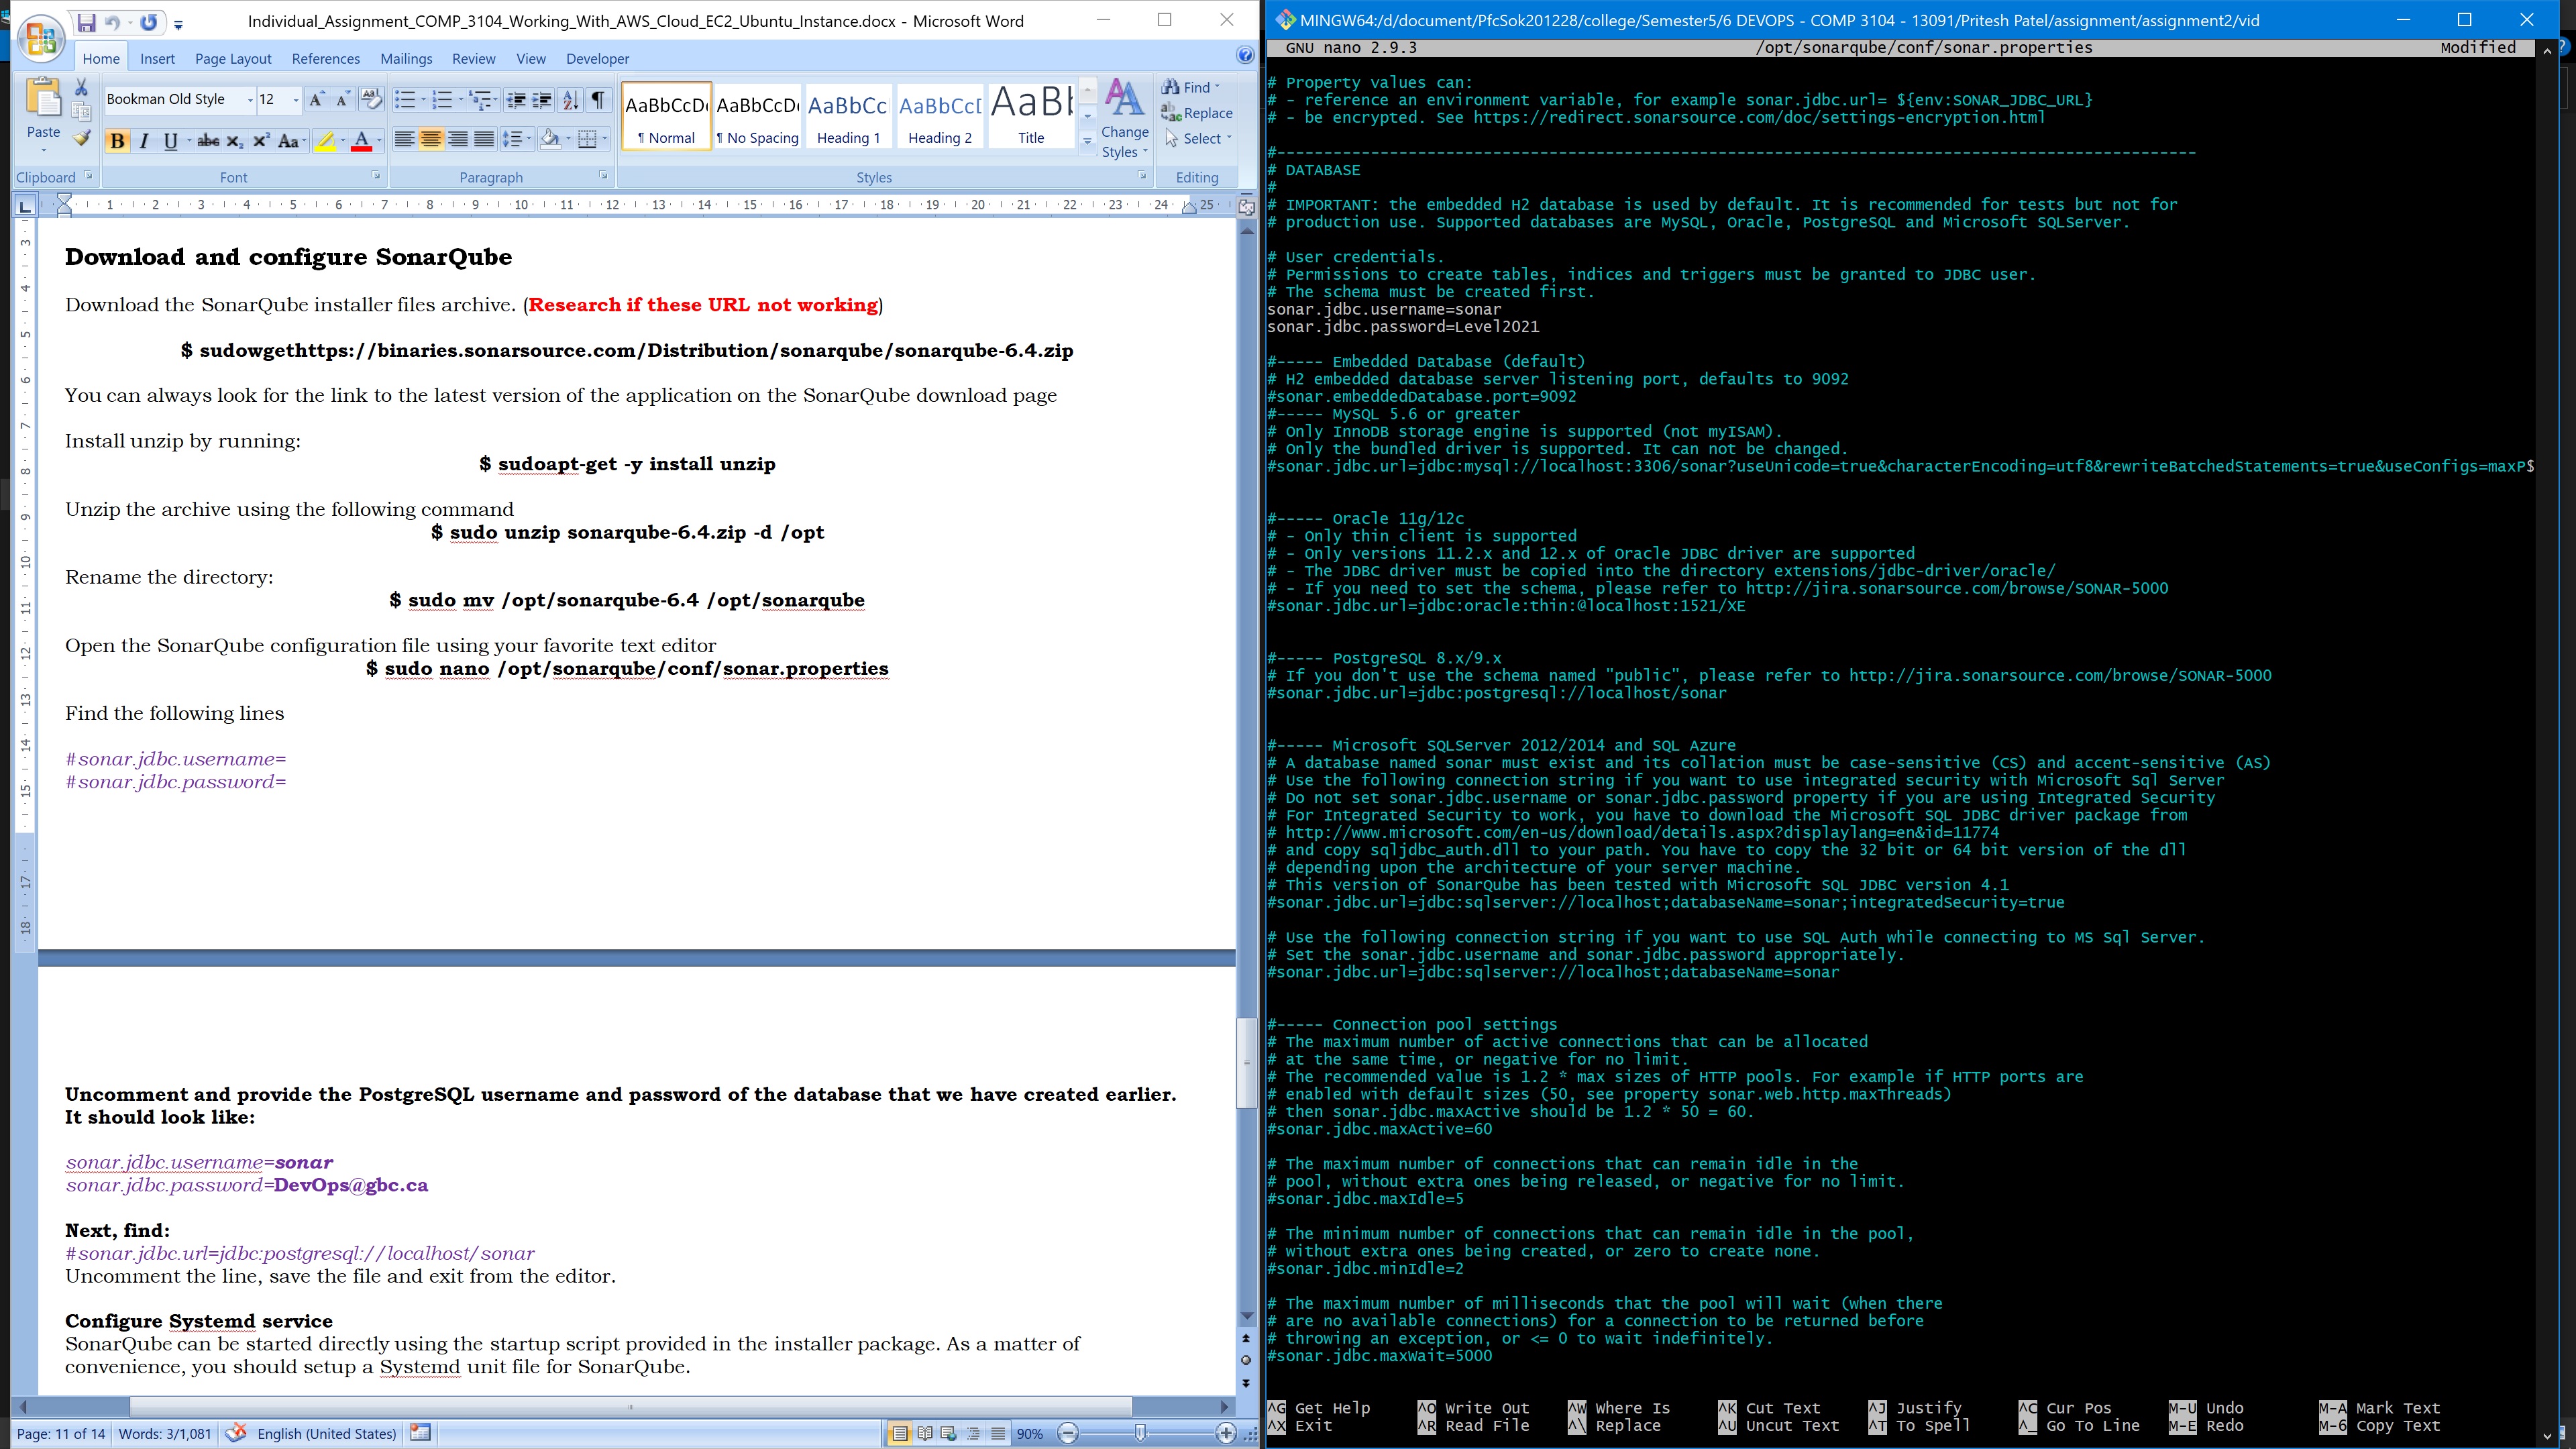 Individual_Assignment_COMP_3104_Working_With_AWS_Cloud_EC2_Ubuntu_Instance.docx - Microsoft Word
Home Insert Page Layout References Mailings Review View Developer
Bookman Old Style 12
Paste
Clipboard
Font
Paragraph
AaBbCcDc AaBbCcDc AaBbCc AaBbCcD AaBb
¶ Normal ¶ No Spacing Heading 1 Heading 2 Title
Change Styles
Styles
Find
Replace
Select
Editing
Download and configure SonarQube
Download the SonarQube installer files archive. (Research if these URL not working)
$ sudowgethttps://binaries.sonarsource.com/Distribution/sonarqube/sonarqube-6.4.zip
You can always look for the link to the latest version of the application on the SonarQube download page
Install unzip by running:
$ sudoapt-get -y install unzip
Unzip the archive using the following command
$ sudo unzip sonarqube-6.4.zip -d /opt
Rename the directory:
$ sudo mv /opt/sonarqube-6.4 /opt/sonarqube
Open the SonarQube configuration file using your favorite text editor
$ sudo nano /opt/sonarqube/conf/sonar.properties
Find the following lines
#sonar.jdbc.username=
#sonar.jdbc.password=
Uncomment and provide the PostgreSQL username and password of the database that we have created earlier.
It should look like:
sonar.jdbc.username=sonar
sonar.jdbc.password=DevOps@gbc.ca
Next, find:
#sonar.jdbc.url=jdbc:postgresql://localhost/sonar
Uncomment the line, save the file and exit from the editor.
Configure Systemd service
SonarQube can be started directly using the startup script provided in the installer package. As a matter of
convenience, you should setup a Systemd unit file for SonarQube.
Page: 11 of 14 Words: 3/1,081 English (United States) 90%
MINGW64:/d/document/PfcSok201228/college/Semester5/6 DEVOPS - COMP 3104 - 13091/Pritesh Patel/assignment/assignment2/vid
GNU nano 2.9.3 /opt/sonarqube/conf/sonar.properties Modified
# Property values can:
# - reference an environment variable, for example sonar.jdbc.url= ${env:SONAR_JDBC_URL}
# - be encrypted. See https://redirect.sonarsource.com/doc/settings-encryption.html
#--------------------------------------------------------------------------------------------------
# DATABASE
#
# IMPORTANT: the embedded H2 database is used by default. It is recommended for tests but not for
# production use. Supported databases are MySQL, Oracle, PostgreSQL and Microsoft SQLServer.
# User credentials.
# Permissions to create tables, indices and triggers must be granted to JDBC user.
# The schema must be created first.
sonar.jdbc.username=sonar
sonar.jdbc.password=Level2021
#----- Embedded Database (default)
# H2 embedded database server listening port, defaults to 9092
#sonar.embeddedDatabase.port=9092
#----- MySQL 5.6 or greater
# Only InnoDB storage engine is supported (not myISAM).
# Only the bundled driver is supported. It can not be changed.
#sonar.jdbc.url=jdbc:mysql://localhost:3306/sonar?useUnicode=true&characterEncoding=utf8&rewriteBatchedStatements=true&useConfigs=maxP$
#----- Oracle 11g/12c
# - Only thin client is supported
# - Only versions 11.2.x and 12.x of Oracle JDBC driver are supported
# - The JDBC driver must be copied into the directory extensions/jdbc-driver/oracle/
# - If you need to set the schema, please refer to http://jira.sonarsource.com/browse/SONAR-5000
#sonar.jdbc.url=jdbc:oracle:thin:@localhost:1521/XE
#----- PostgreSQL 8.x/9.x
# If you don't use the schema named "public", please refer to http://jira.sonarsource.com/browse/SONAR-5000
#sonar.jdbc.url=jdbc:postgresql://localhost/sonar
#----- Microsoft SQLServer 2012/2014 and SQL Azure
# A database named sonar must exist and its collation must be case-sensitive (CS) and accent-sensitive (AS)
# Use the following connection string if you want to use integrated security with Microsoft Sql Server
# Do not set sonar.jdbc.username or sonar.jdbc.password property if you are using Integrated Security
# For Integrated Security to work, you have to download the Microsoft SQL JDBC driver package from
# http://www.microsoft.com/en-us/download/details.aspx?displaylang=en&id=11774
# and copy sqljdbc_auth.dll to your path. You have to copy the 32 bit or 64 bit version of the dll
# depending upon the architecture of your server machine.
# This version of SonarQube has been tested with Microsoft SQL JDBC version 4.1
#sonar.jdbc.url=jdbc:sqlserver://localhost;databaseName=sonar;integratedSecurity=true
# Use the following connection string if you want to use SQL Auth while connecting to MS Sql Server.
# Set the sonar.jdbc.username and sonar.jdbc.password appropriately.
#sonar.jdbc.url=jdbc:sqlserver://localhost;databaseName=sonar
#----- Connection pool settings
# The maximum number of active connections that can be allocated
# at the same time, or negative for no limit.
# The recommended value is 1.2 * max sizes of HTTP pools. For example if HTTP ports are
# enabled with default sizes (50, see property sonar.web.http.maxThreads)
# then sonar.jdbc.maxActive should be 1.2 * 50 = 60.
#sonar.jdbc.maxActive=60
# The maximum number of connections that can remain idle in the
# pool, without extra ones being released, or negative for no limit.
#sonar.jdbc.maxIdle=5
# The minimum number of connections that can remain idle in the pool,
# without extra ones being created, or zero to create none.
#sonar.jdbc.minIdle=2
# The maximum number of milliseconds that the pool will wait (when there
# are no available connections) for a connection to be returned before
# throwing an exception, or <= 0 to wait indefinitely.
#sonar.jdbc.maxWait=5000
^G Get Help ^O Write Out ^W Where Is ^K Cut Text ^J Justify ^C Cur Pos M-U Undo M-A Mark Text
^X Exit ^R Read File ^\ Replace ^U Uncut Text ^T To Spell ^_ Go To Line M-E Redo M-6 Copy Text